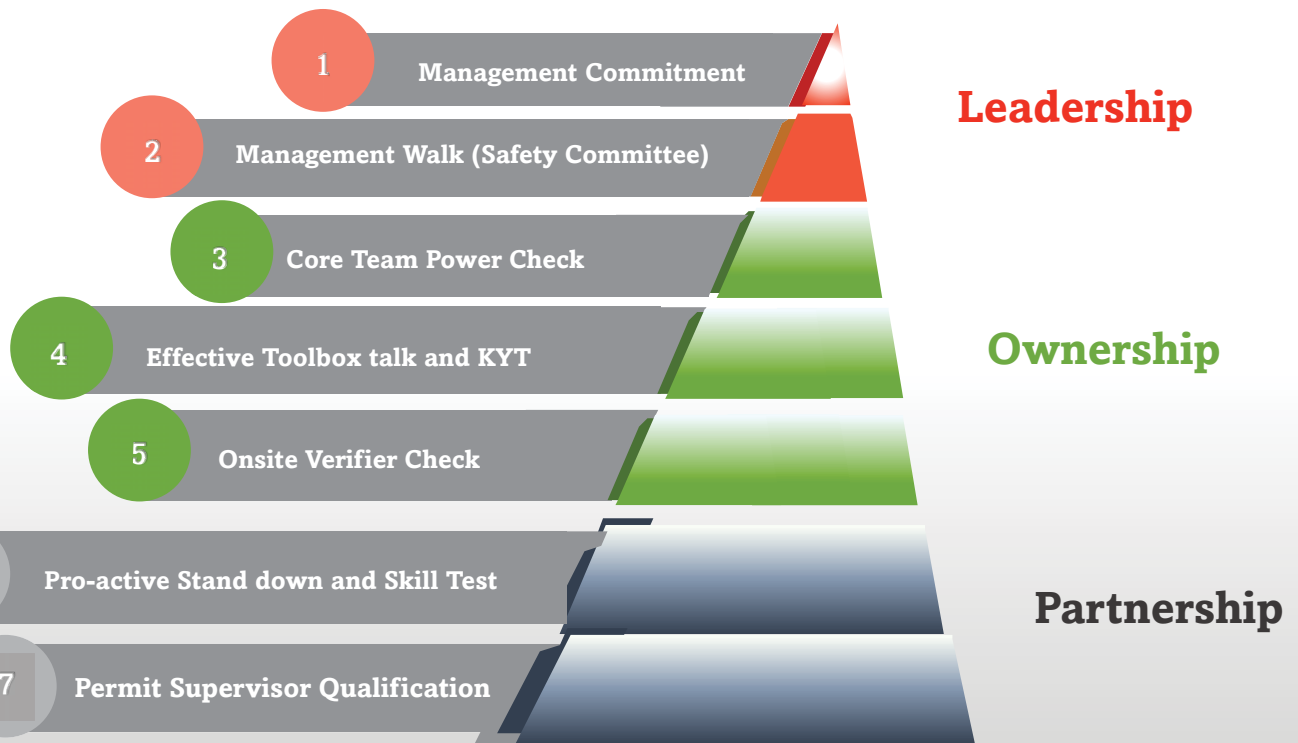 1
Management Commitment
Leadership
2
Management Walk (Safety Committee)
3
Core Team Power Check
4
Effective Toolbox talk and KYT
Ownership
5
Onsite Verifier Check
Pro-active Stand down and Skill Test
Partnership
7
Permit Supervisor Qualification